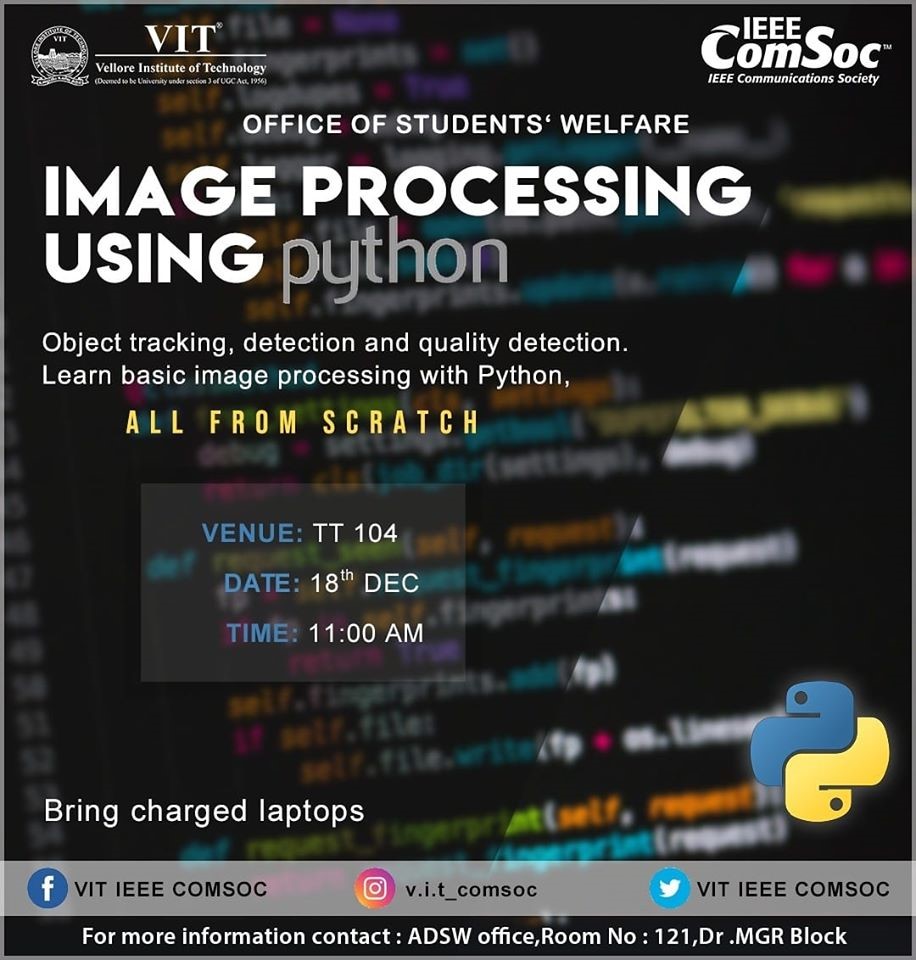 VIT®
Vellore Institute of Technology
(Deemed to be University under section 3 of UGC Act, 1956)
IEEE
ComSoc™
IEEE Communications Society
OFFICE OF STUDENTS‘ WELFARE
IMAGE PROCESSING
USING python
Object tracking, detection and quality detection.
Learn basic image processing with Python,
ALL FROM SCRATCH
VENUE: TT 104
DATE: 18th DEC
TIME: 11:00 AM
Bring charged laptops
VIT IEEE COMSOC
v.i.t_comsoc
VIT IEEE COMSOC
For more information contact : ADSW office,Room No : 121,Dr .MGR Block